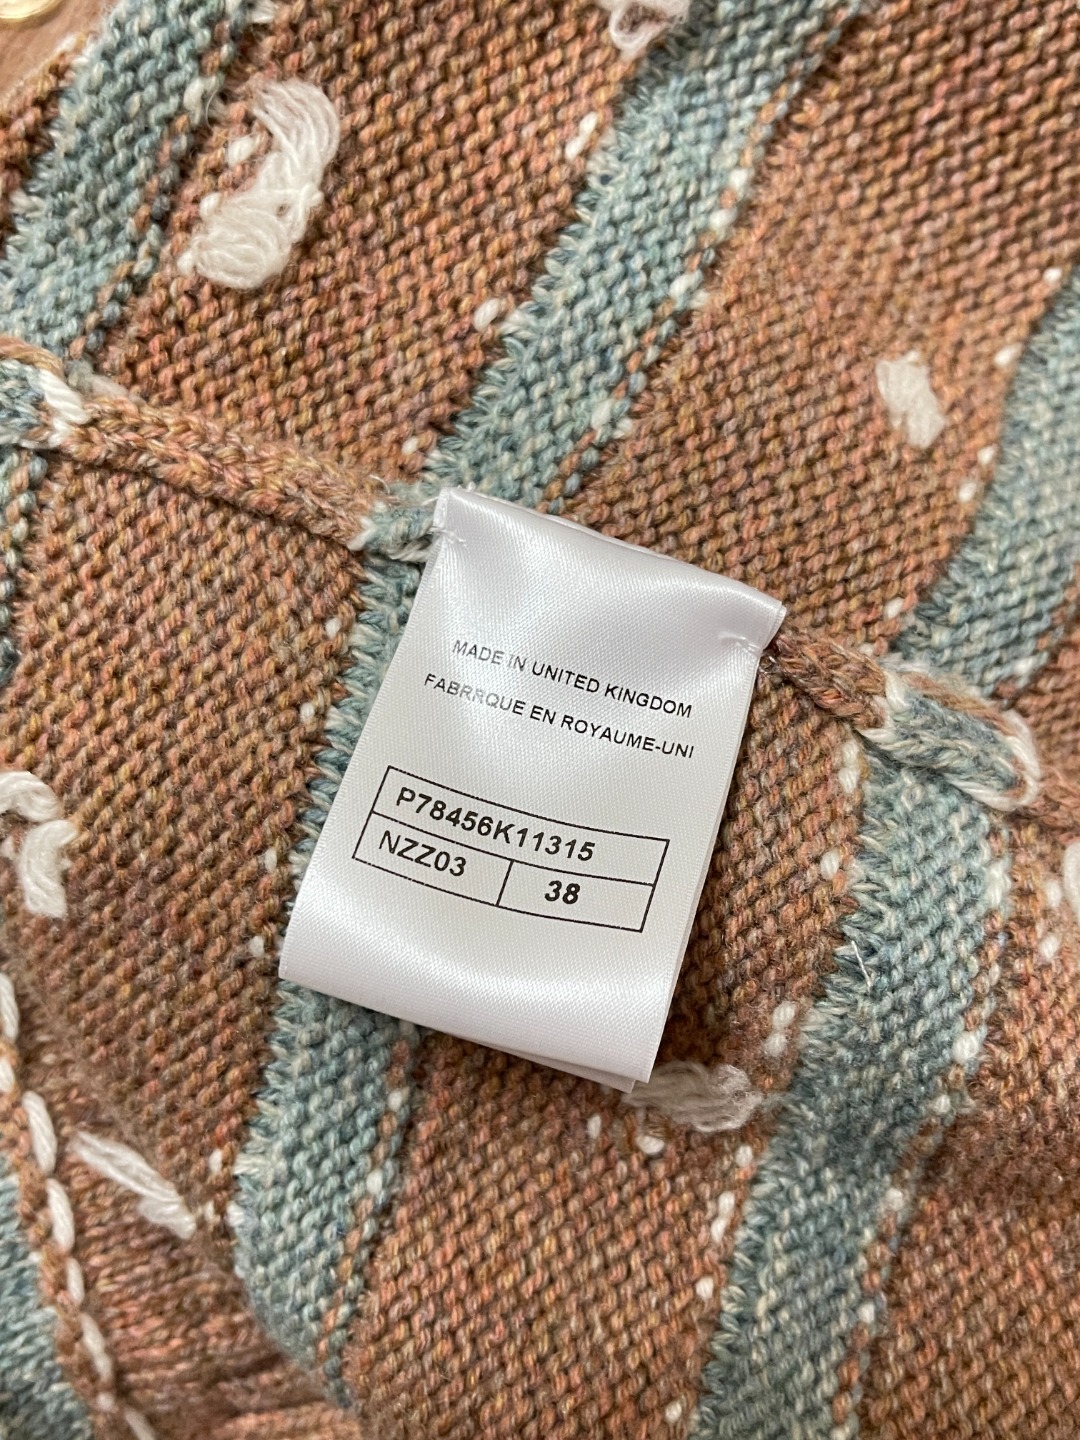 MADE IN UNITED KINGDOM
FABRRQUE EN ROYAUME-UNI
P78456K11315
NZZ03 38